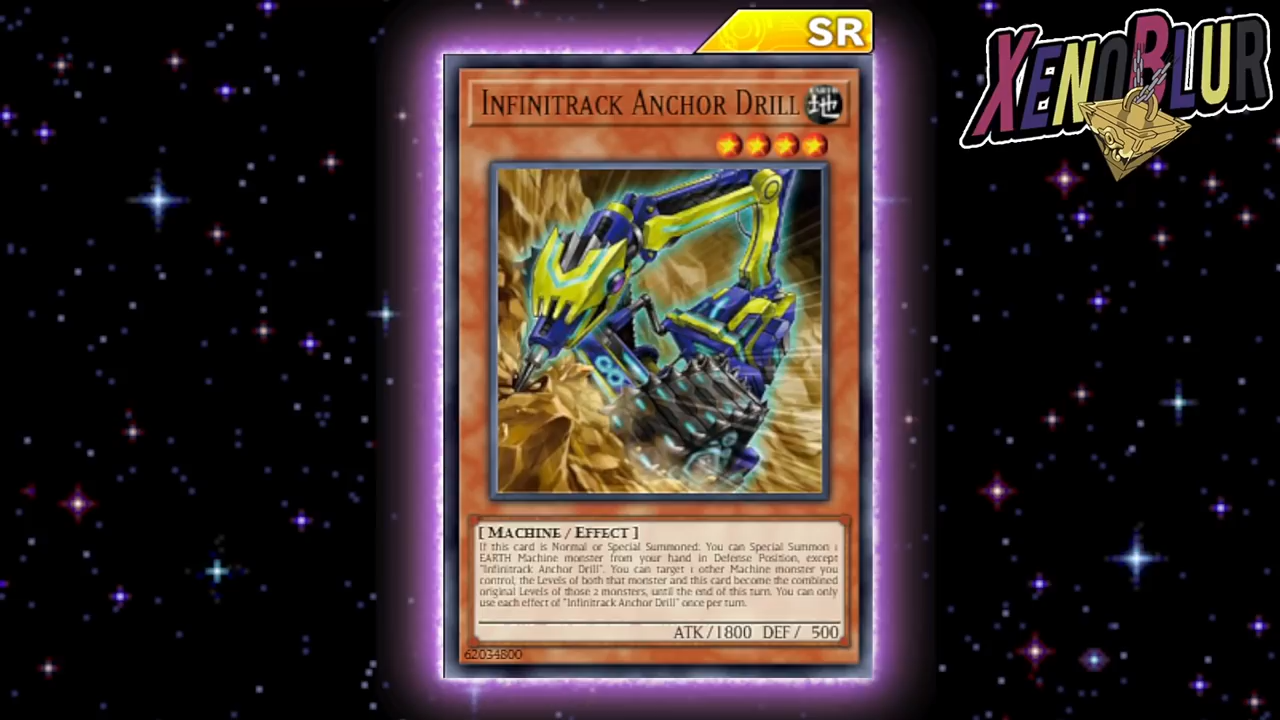 SR
XENOBLUR
INFINITRACK ANCHOR DRILL
EARTH
地
[ MACHINE / EFFECT ]
If this card is Normal or Special Summoned: You can Special Summon 1
EARTH Machine monster from your hand in Defense Position, except
"Infinitrack Anchor Drill". You can target 1 other Machine monster you
control; the Levels of both that monster and this card become the combined
original Levels of those 2 monsters, until the end of this turn. You can only
use each effect of "Infinitrack Anchor Drill" once per turn.
ATK/1800 DEF/ 500
62034800